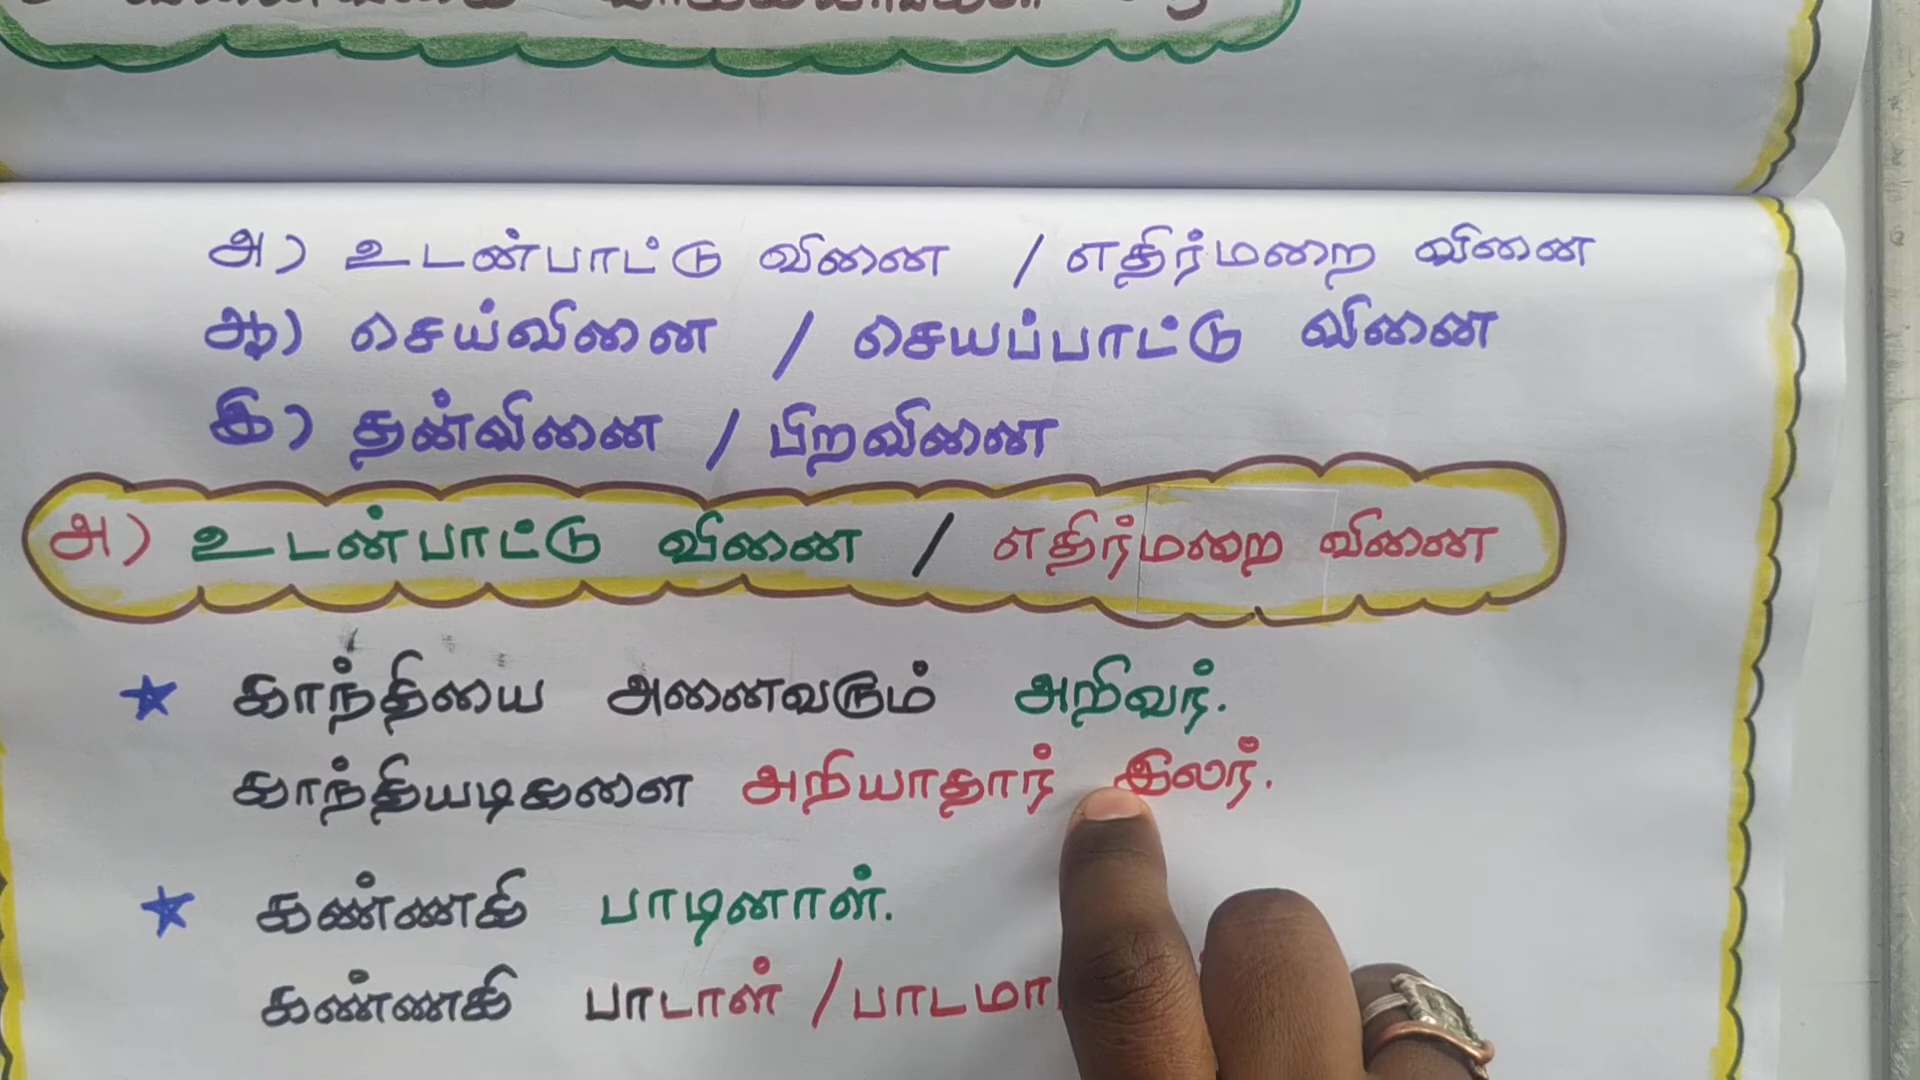 அ) உடன்பாட்டு வினை / எதிர்மறை வினை
ஆ) செய்வினை / செயப்பாட்டு வினை
இ) தன்வினை / பிறவினை
அ) உடன்பாட்டு வினை / எதிர்மறை வினை
காந்தியை அனைவரும் அறிவர்.
காந்தியடிகளை அறியாதார் இலர்.
கண்ணகி பாடினாள்.
கண்ணகி பாடாள் /